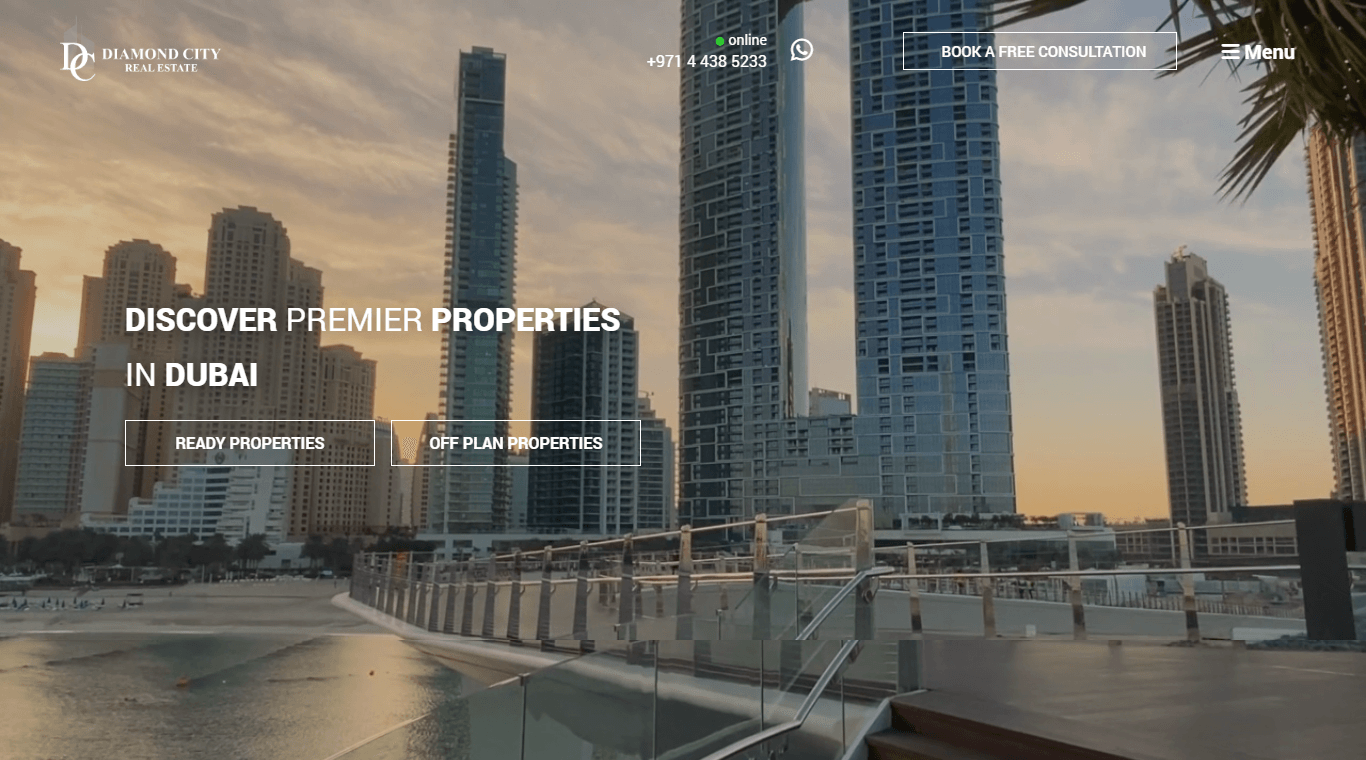 DC DIAMOND CITY
REAL ESTATE
online
+971 4 438 5233
BOOK A FREE CONSULTATION
Menu
DISCOVER PREMIER PROPERTIES
IN DUBAI
READY PROPERTIES
OFF PLAN PROPERTIES